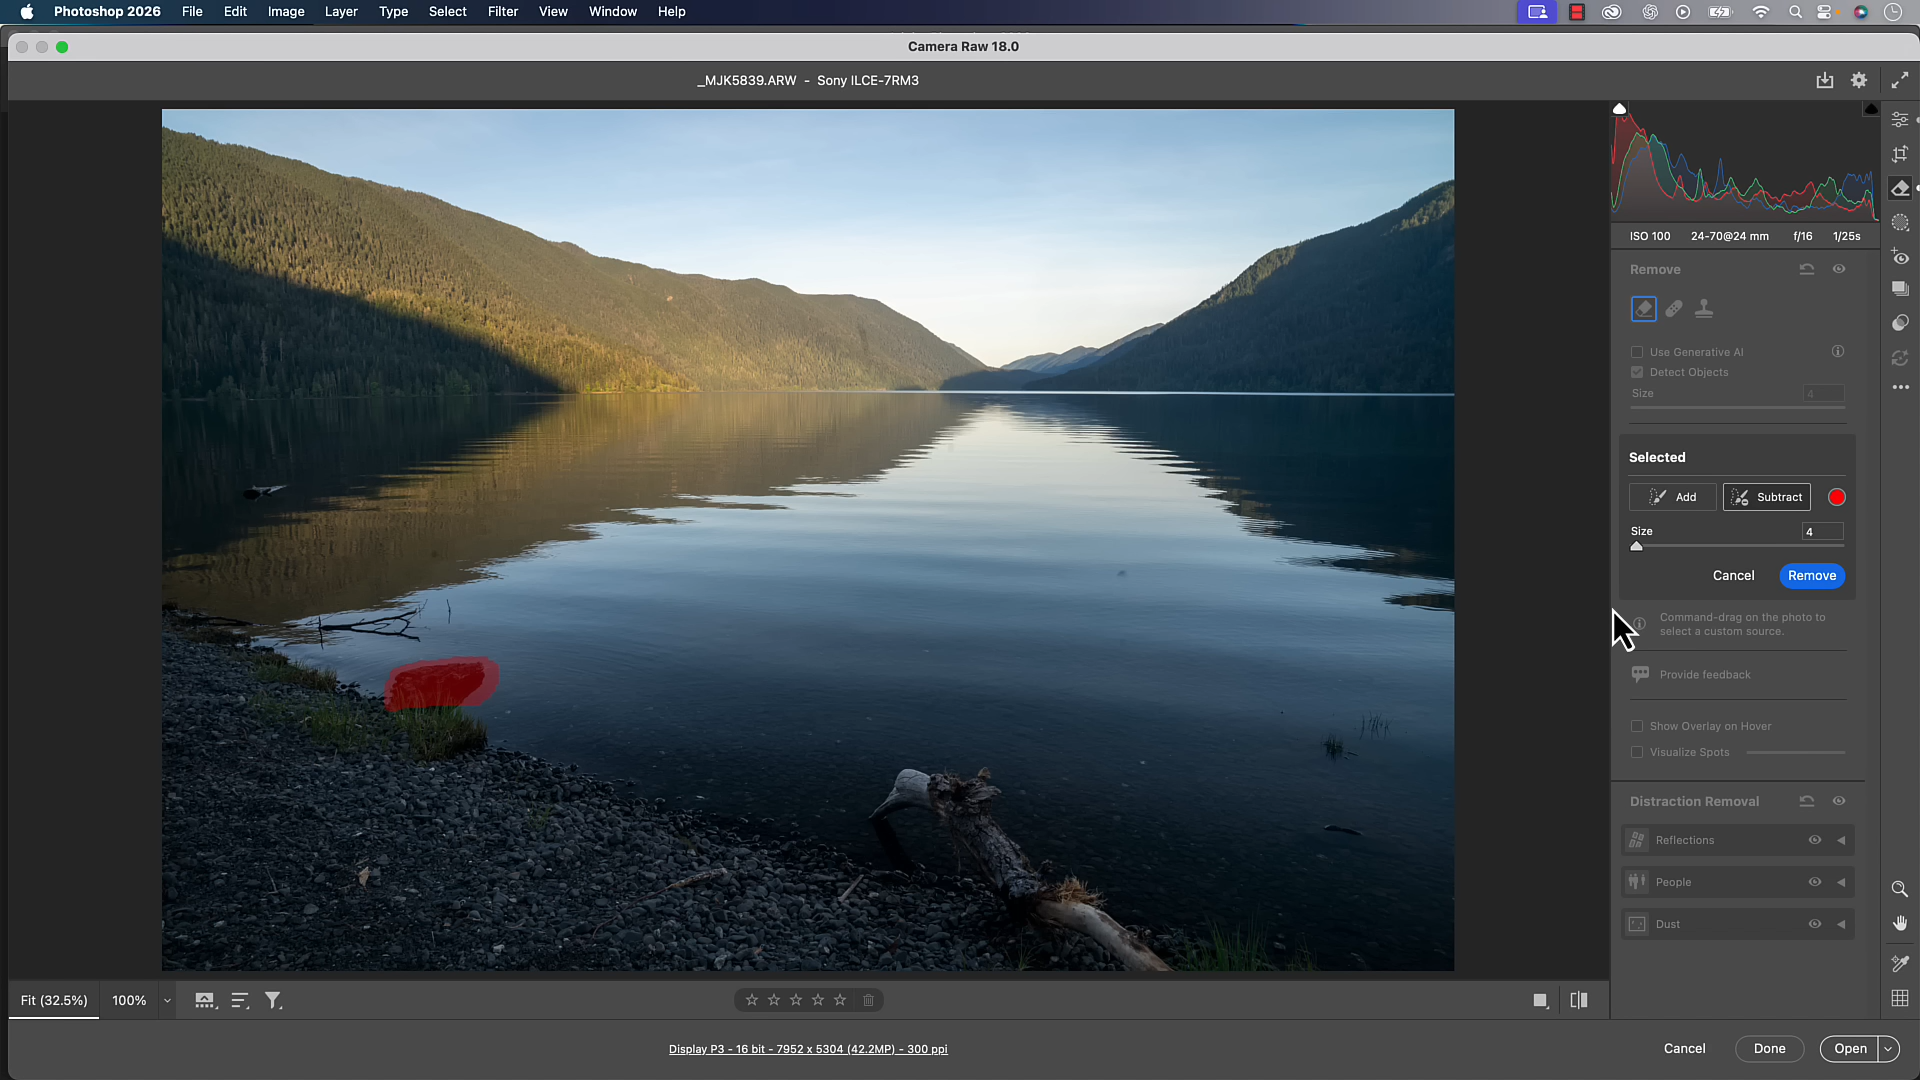 Photoshop 2026 File Edit Image Layer Type Select Filter View Window Help
Camera Raw 18.0
_MJK5839.ARW - Sony ILCE-7RM3
ISO 100 24-70@24 mm f/16 1/25s
Remove
Use Generative AI
Detect Objects
Size 4
Selected
Add Subtract
Size 4
Cancel Remove
Command-drag on the photo to
select a custom source.
Provide feedback
Show Overlay on Hover
Visualize Spots
Distraction Removal
Reflections
People
Dust
Fit (32.5%) 100%
Display P3 - 16 bit - 7952 x 5304 (42.2MP) - 300 ppi
Cancel Done Open